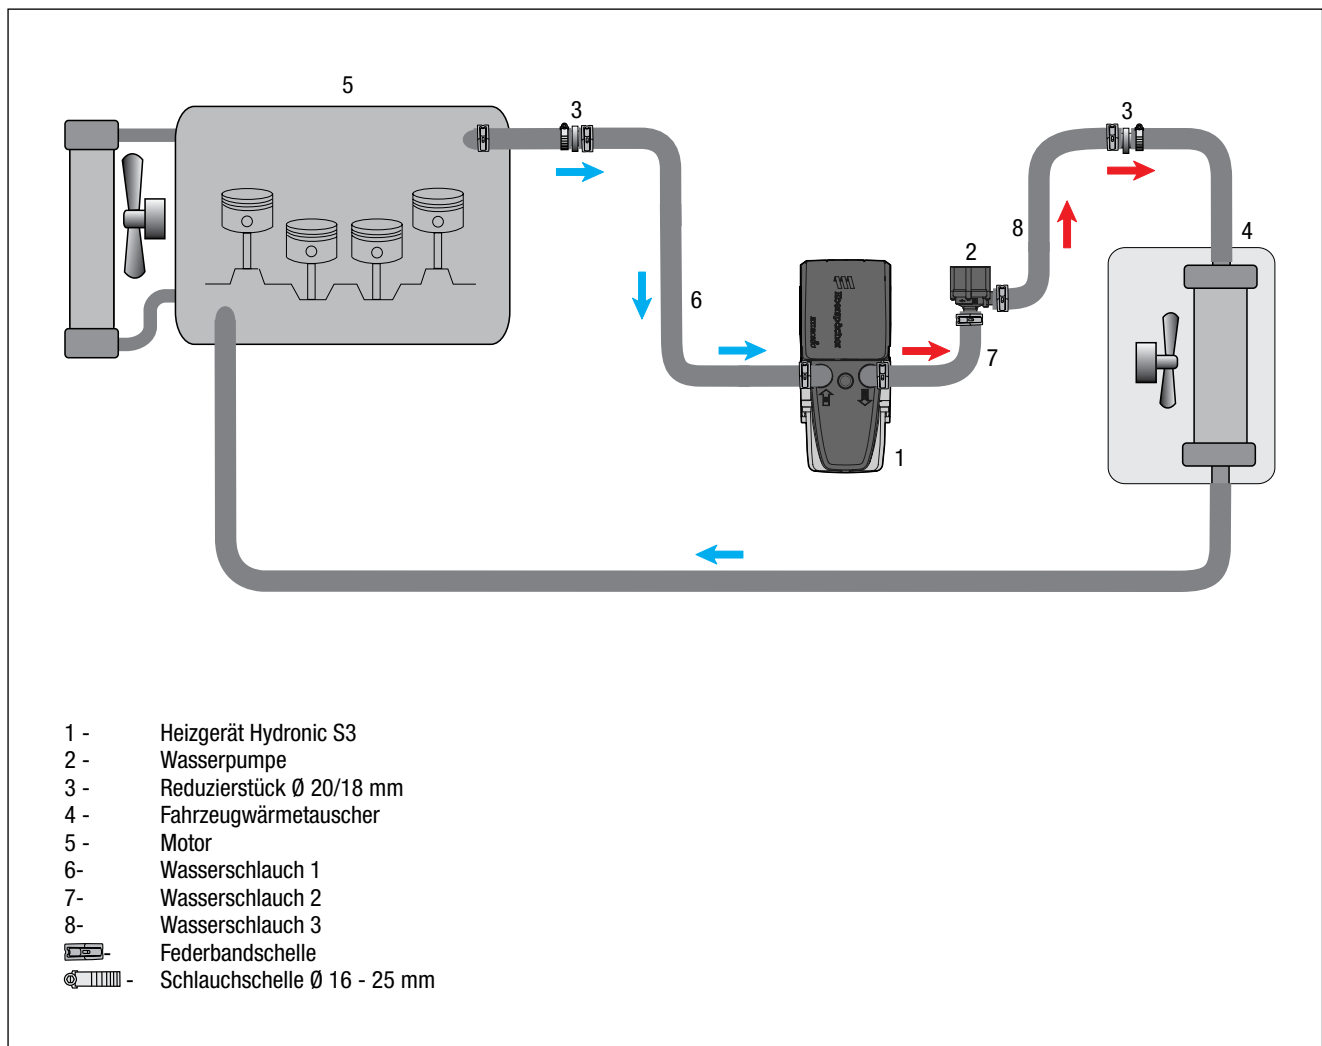 5
3
3
4
8
2
6
7
1
Eberspächer
1 - Heizgerät Hydronic S3
2 - Wasserpumpe
3 - Reduzierstück Ø 20/18 mm
4 - Fahrzeugwärmetauscher
5 - Motor
6- Wasserschlauch 1
7- Wasserschlauch 2
8- Wasserschlauch 3
- Federbandschelle
- Schlauchschelle Ø 16 - 25 mm